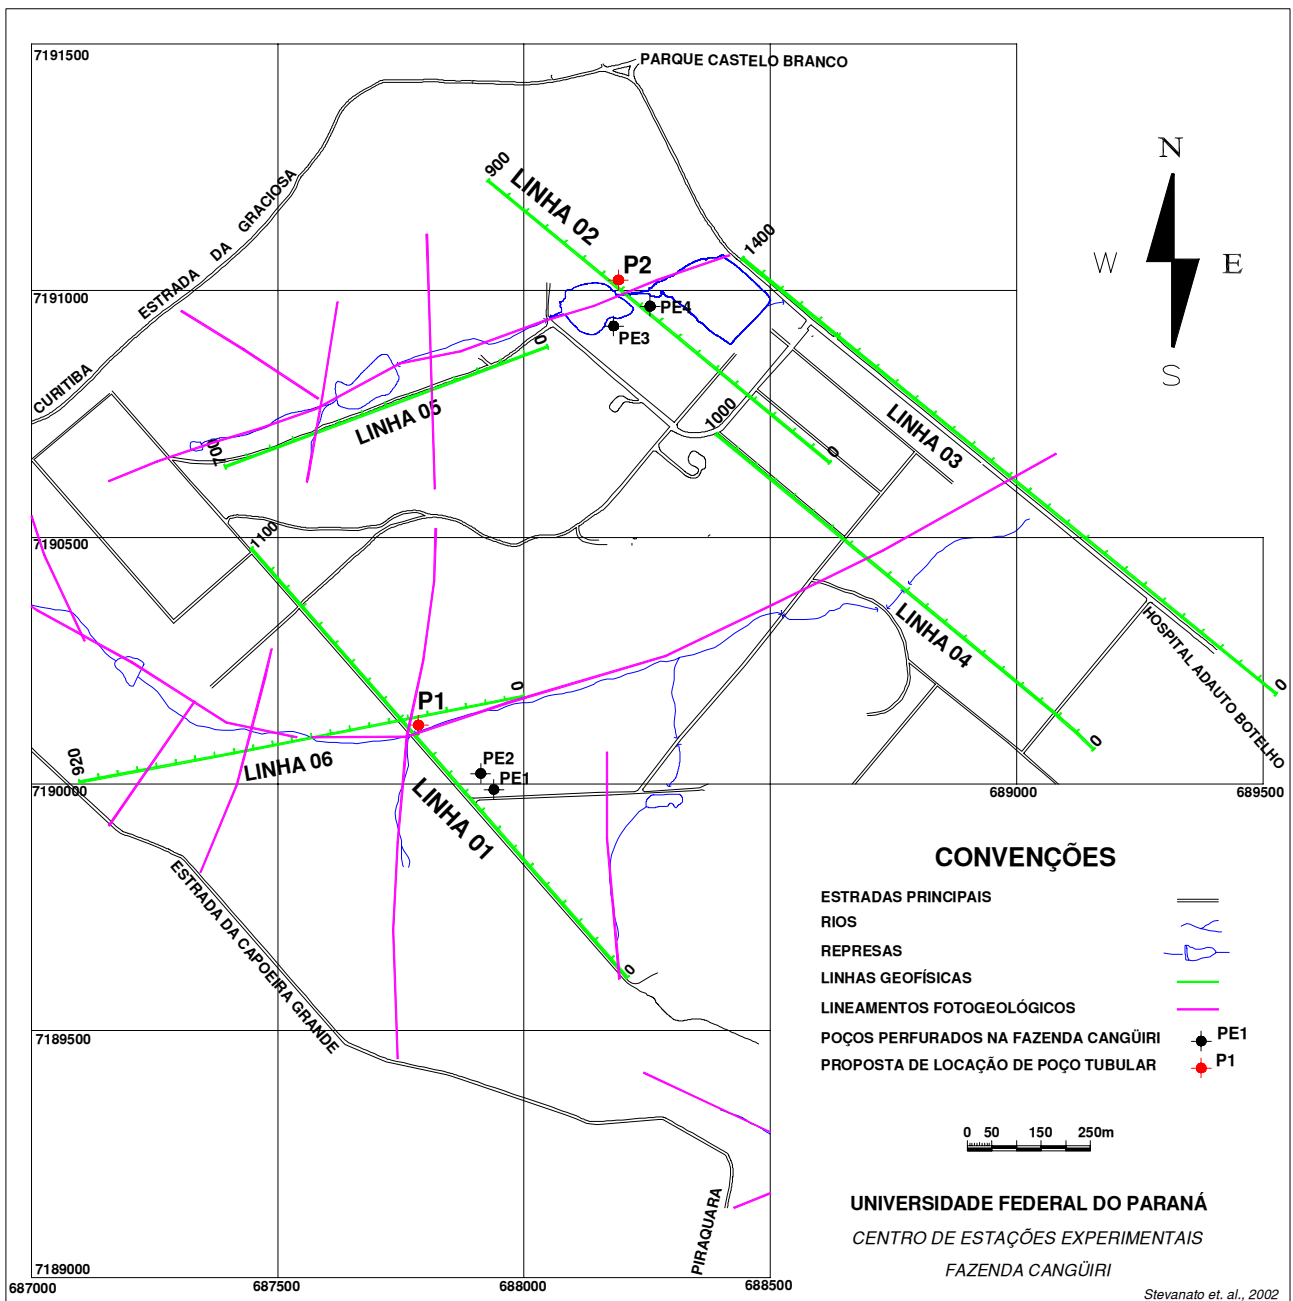 7191500
PARQUE CASTELO BRANCO
N
W
E
S
900
LINHA 02
ESTRADA DA GRACIOSA
1400
P2
7191000
PE4
PE3
0
CURITIBA
LINHA 05
700
1000
LINHA 03
0
1100
7190500
LINHA 04
HOSPITAL ADAUTO BOTELHO
0
P1
0
0
920
LINHA 06
PE2
PE1
7190000
689000
689500
LINHA 01
ESTRADA DA CAPOEIRA GRANDE
0
CONVENÇÕES
ESTRADAS PRINCIPAIS
RIOS
REPRESAS
LINHAS GEOFÍSICAS
LINEAMENTOS FOTOGEOLÓGICOS
POÇOS PERFURADOS NA FAZENDA CANGÜIRI PE1
PROPOSTA DE LOCAÇÃO DE POÇO TUBULAR P1
7189500
0 50 150 250m
PIRAQUARA
UNIVERSIDADE FEDERAL DO PARANÁ
CENTRO DE ESTAÇÕES EXPERIMENTAIS
FAZENDA CANGÜIRI
7189000
687000
687500
688000
688500
Stevanato et. al., 2002